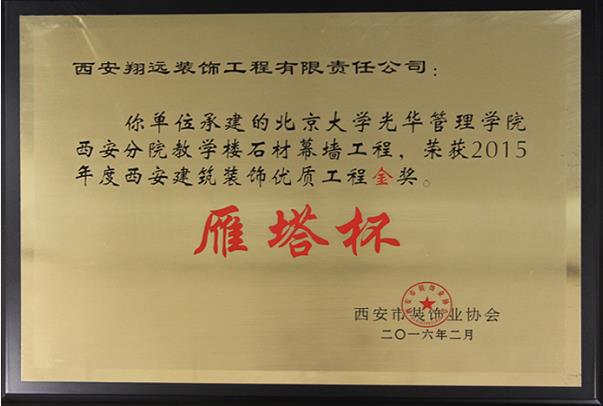 西安翔远装饰工程有限责任公司：
你单位承建的北京大学光华管理学院
西安分院教学楼石材幕墙工程，荣获2015
年度西安建筑装饰优质工程金奖。
雁塔杯
西安市装饰业协会
二〇一六年二月